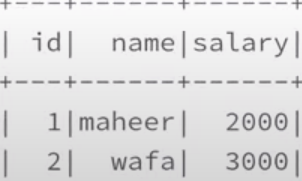 +---+------+------+
| id|  name|salary|
+---+------+------+
|  1|maheer|  2000|
|  2|  wafa|  3000|